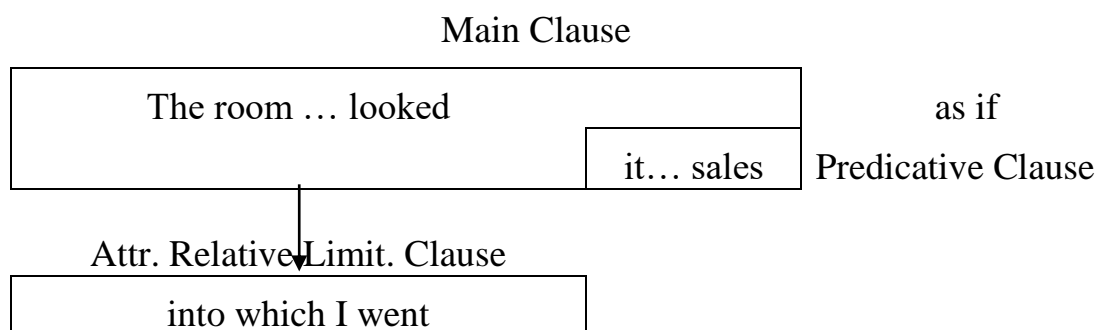 Main Clause
The room … looked as if
it… sales Predicative Clause
Attr. Relative Limit. Clause
into which I went